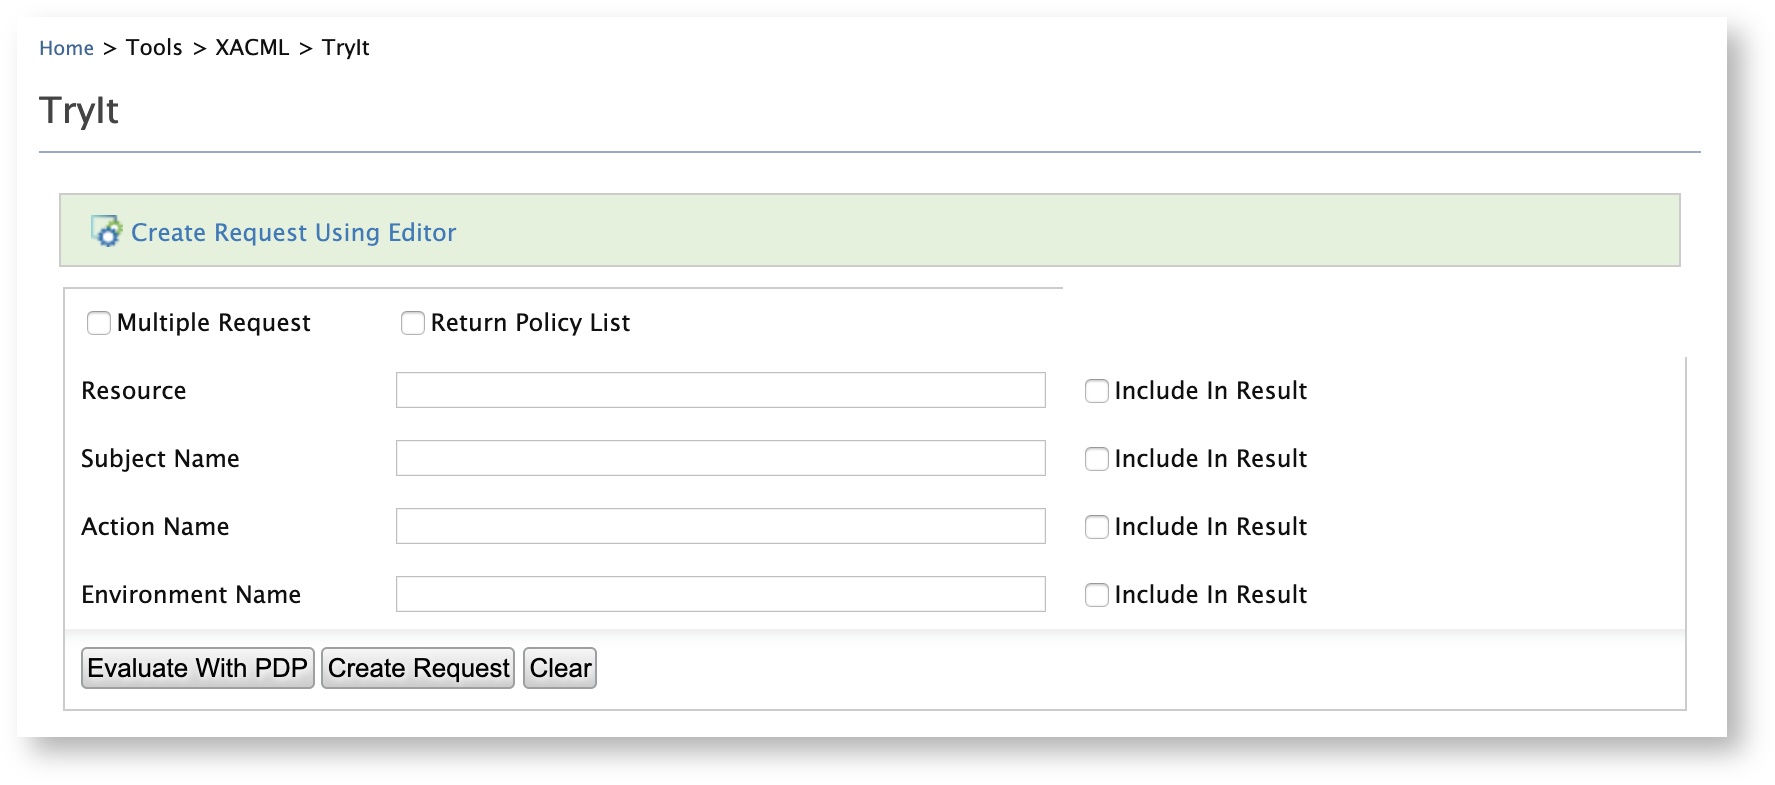 Home > Tools > XACML > TryIt
TryIt
Create Request Using Editor
Multiple Request Return Policy List
Resource Include In Result
Subject Name Include In Result
Action Name Include In Result
Environment Name Include In Result
Evaluate With PDP Create Request Clear